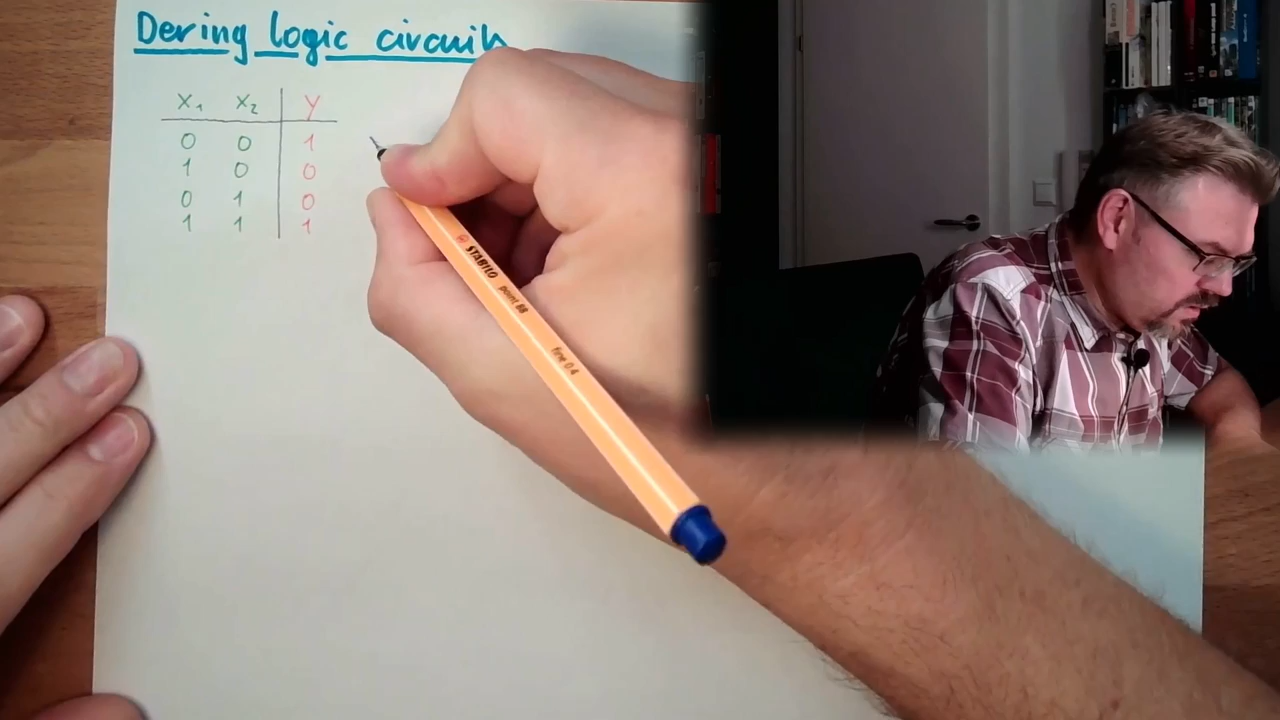 Dering logic circuits
x₁ x₂ y
0 0 1
1 0 0
0 1 0
1 1 1
STABILO point 88 fine 0.4